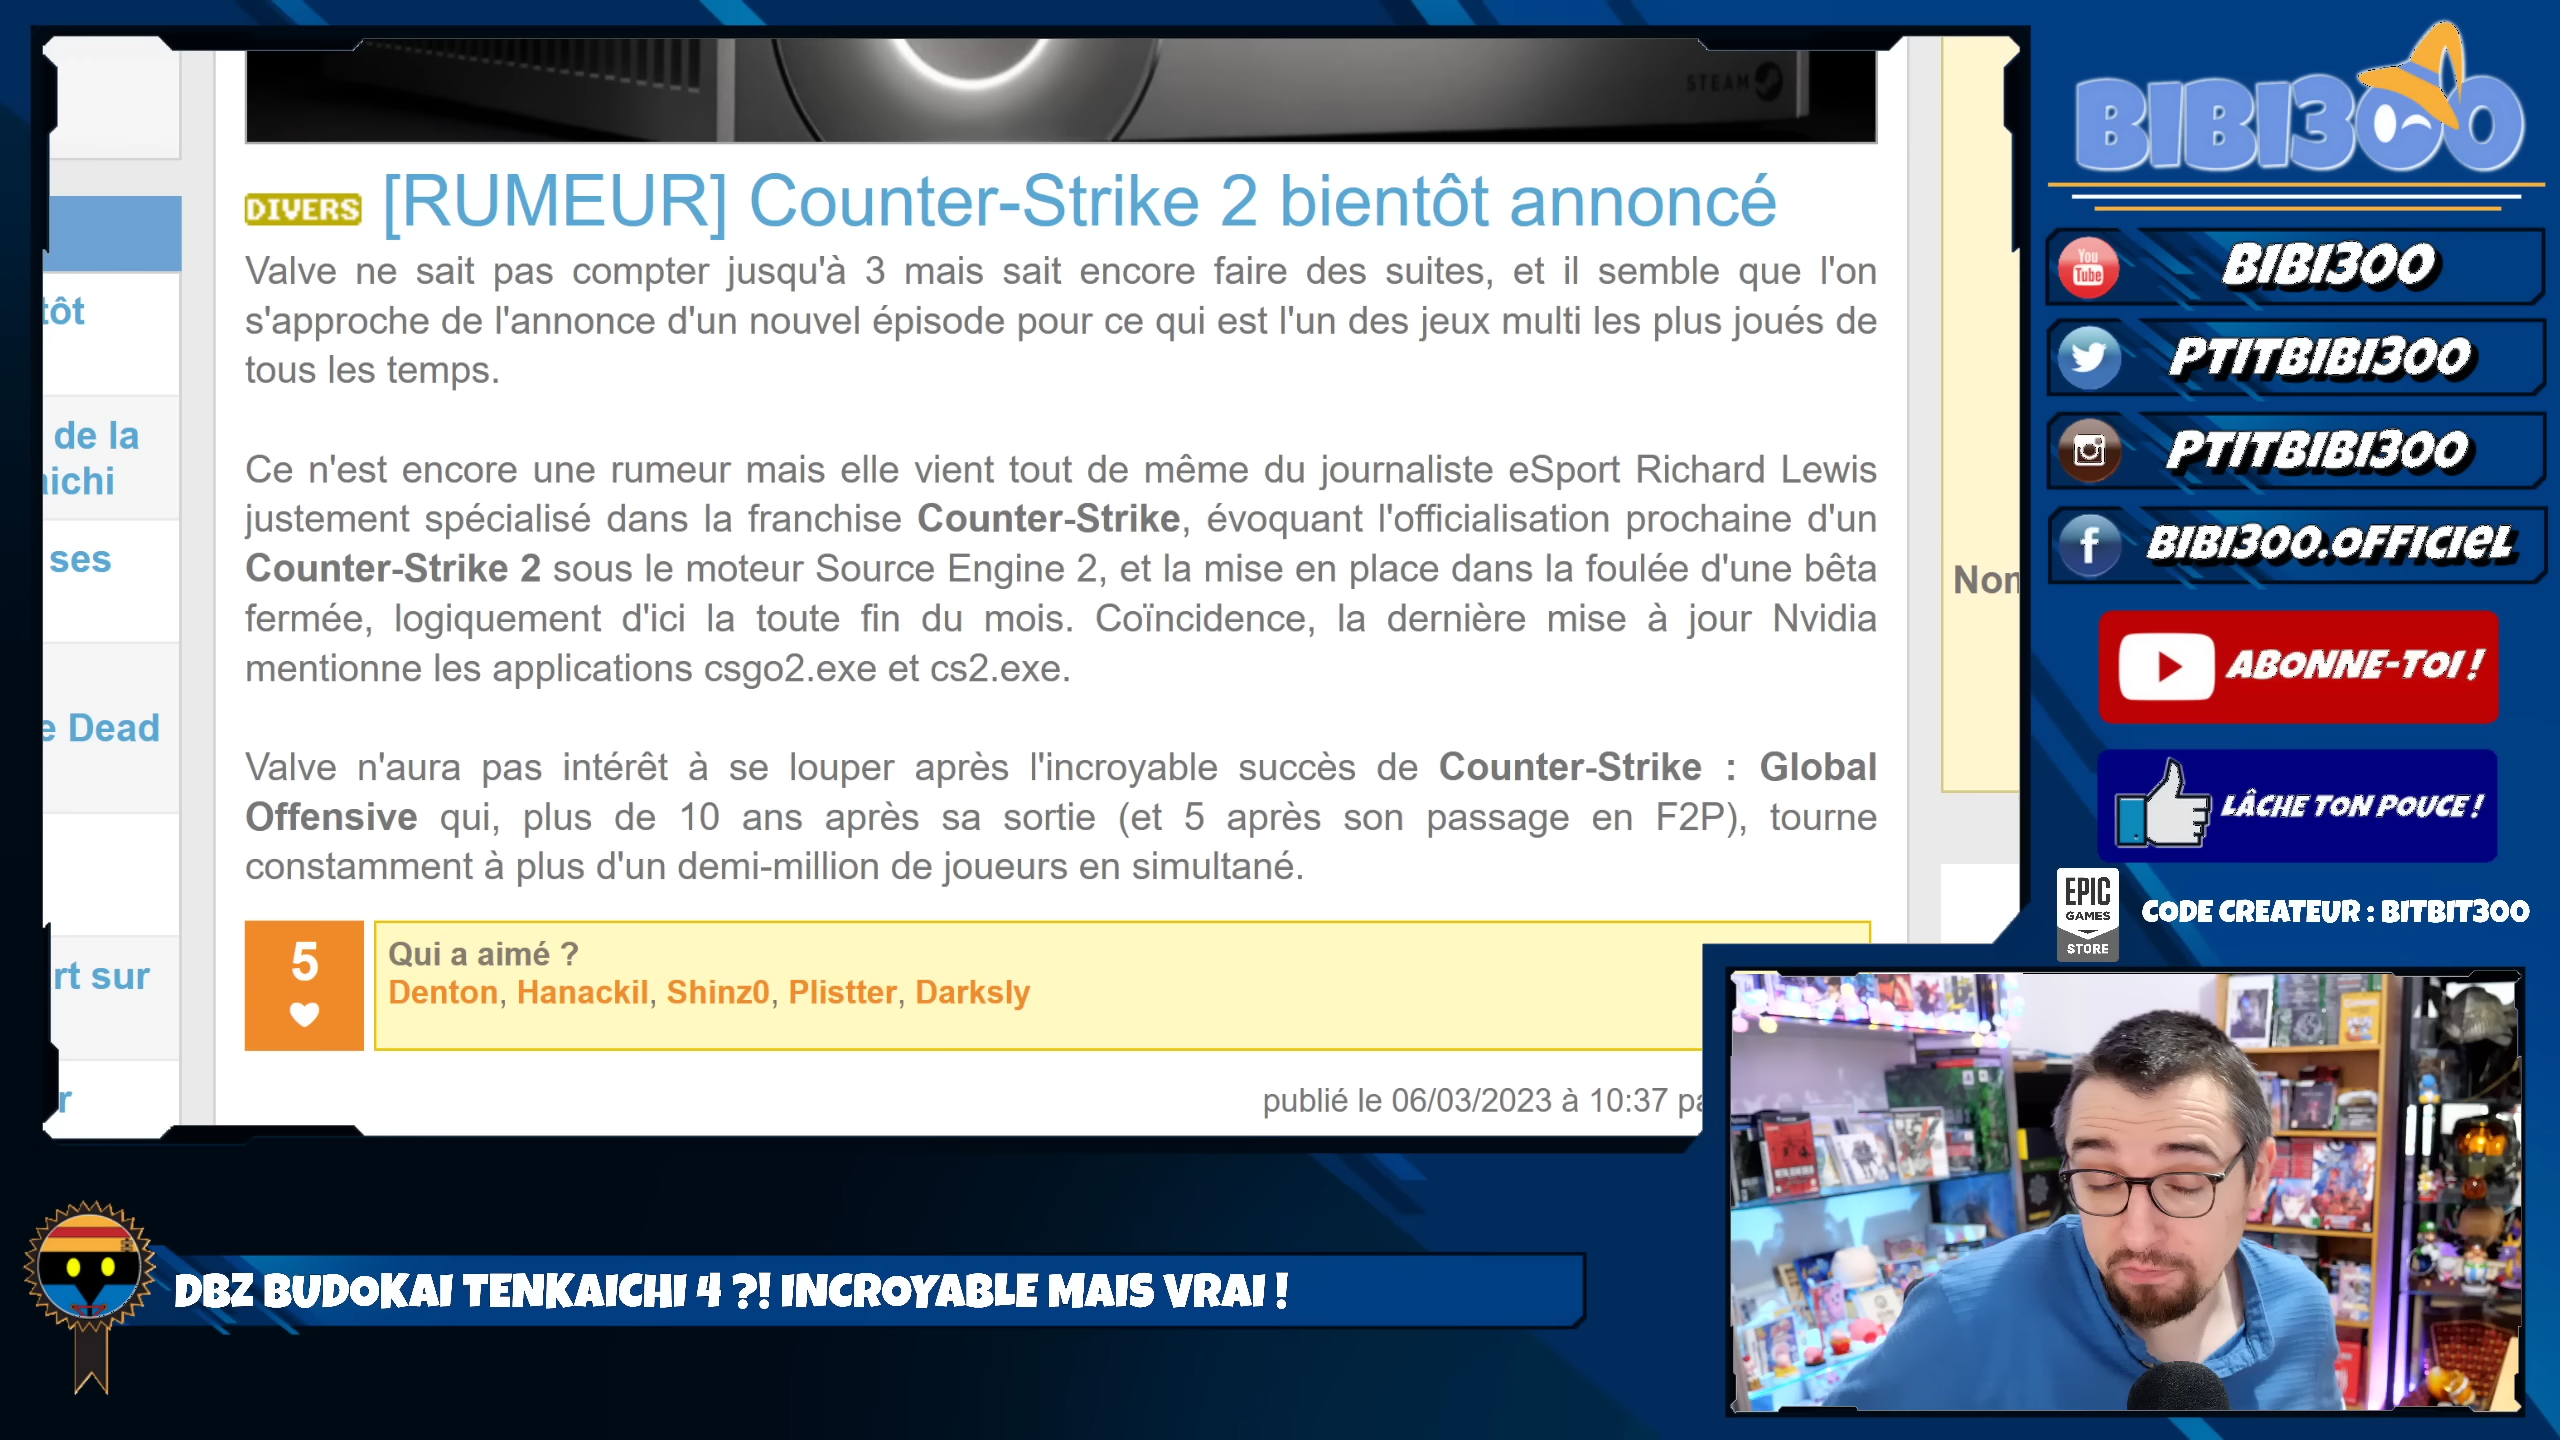 STEAM
DIVERS [RUMEUR] Counter-Strike 2 bientôt annoncé
Valve ne sait pas compter jusqu'à 3 mais sait encore faire des suites, et il semble que l'on
s'approche de l'annonce d'un nouvel épisode pour ce qui est l'un des jeux multi les plus joués de
tous les temps.
Ce n'est encore une rumeur mais elle vient tout de même du journaliste eSport Richard Lewis
justement spécialisé dans la franchise Counter-Strike, évoquant l'officialisation prochaine d'un
Counter-Strike 2 sous le moteur Source Engine 2, et la mise en place dans la foulée d'une bêta
fermée, logiquement d'ici la toute fin du mois. Coïncidence, la dernière mise à jour Nvidia
mentionne les applications csgo2.exe et cs2.exe.
Valve n'aura pas intérêt à se louper après l'incroyable succès de Counter-Strike : Global
Offensive qui, plus de 10 ans après sa sortie (et 5 après son passage en F2P), tourne
constamment à plus d'un demi-million de joueurs en simultané.
5
Qui a aimé ?
Denton, Hanackil, Shinz0, Plistter, Darksly
publié le 06/03/2023 à 10:37 pa
tôt
de la
aichi
ses
e Dead
rt sur
r
Non
BIBI300
You
Tube
BIBI300
PTITBIBI300
PTITBIBI300
f
BIBI300.OFFICIEL
ABONNE-TOI !
LÂCHE TON POUCE !
EPIC
GAMES
STORE
CODE CREATEUR : BITBIT300
DBZ BUDOKAI TENKAICHI 4 ?! INCROYABLE MAIS VRAI !